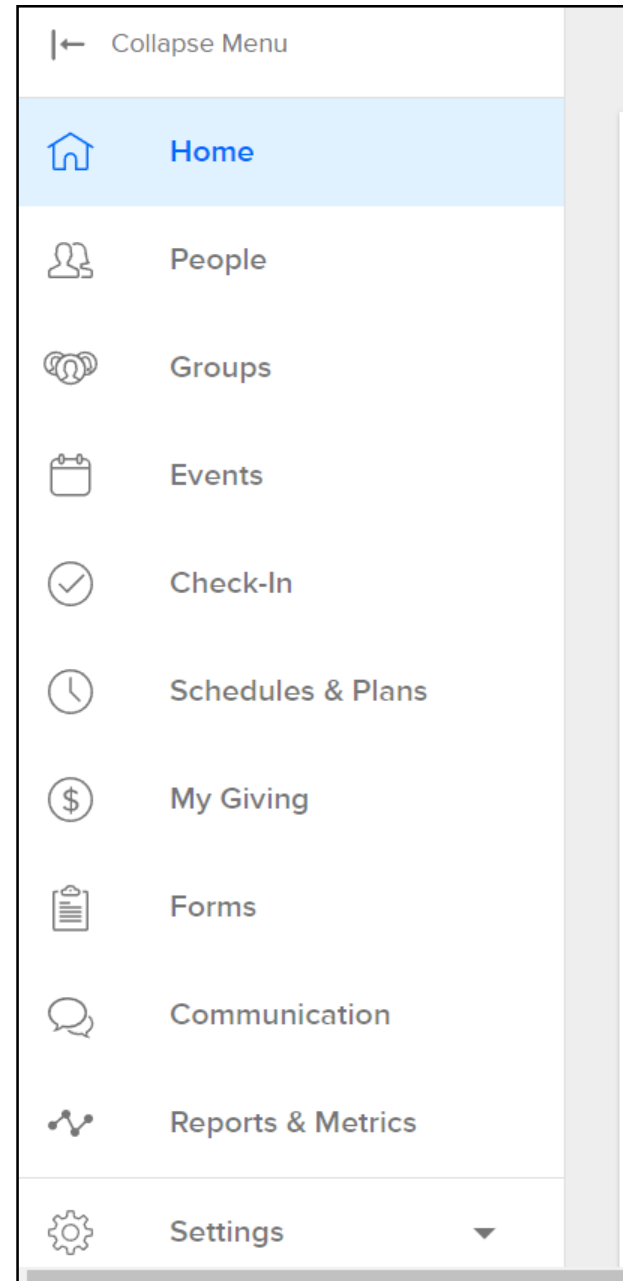 Collapse Menu
Home
People
Groups
Events
Check-In
Schedules & Plans
My Giving
Forms
Communication
Reports & Metrics
Settings